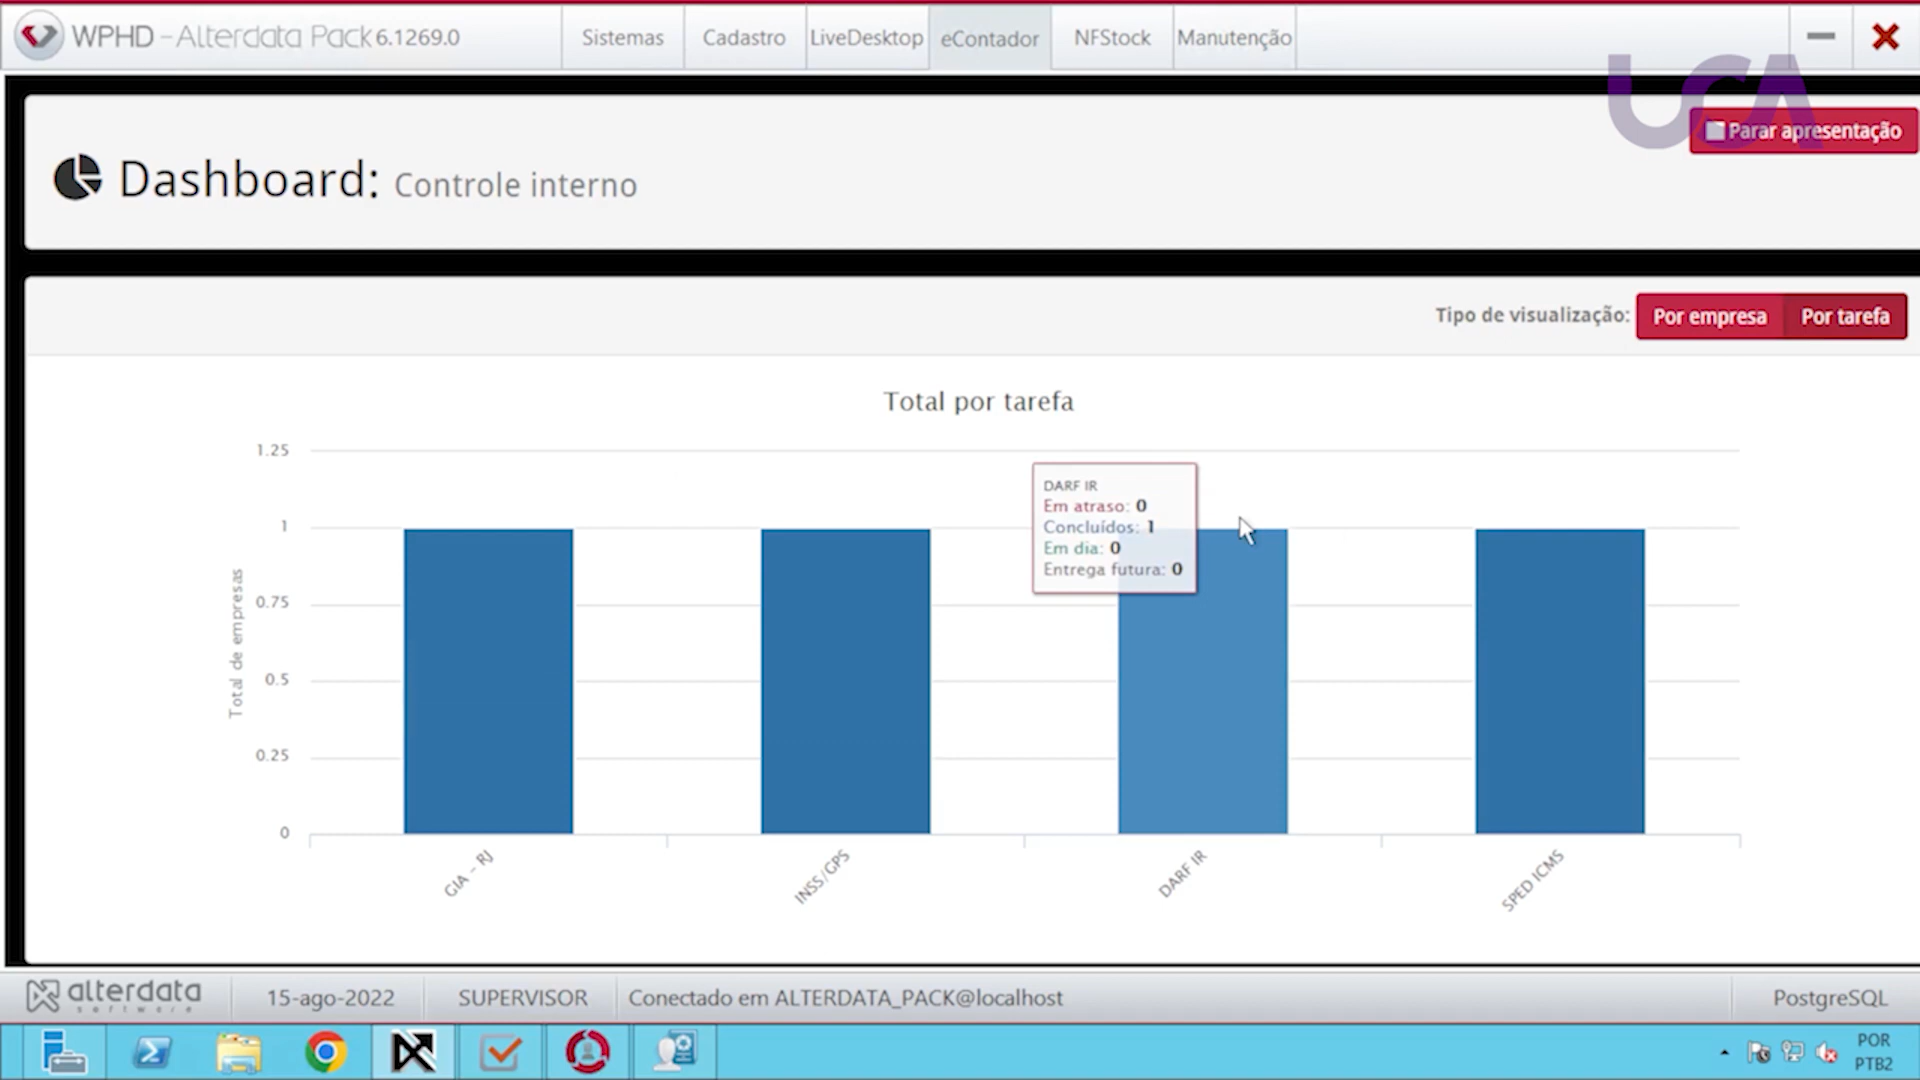 WPHD - Alterdata Pack 6.1269.0
Sistemas
Cadastro
LiveDesktop
eContador
NFStock
Manutenção
USA
Parar apresentação
Dashboard: Controle interno
Tipo de visualização:
Por empresa
Por tarefa
Total por tarefa
1.25
1
0.75
0.5
0.25
0
Total de empresas
DARF IR
Em atraso: 0
Concluídos: 1
Em dia: 0
Entrega futura: 0
GIA - RJ
INSS/GPS
DARF IR
SPED ICMS
alterdata
software
15-ago-2022
SUPERVISOR
Conectado em ALTERDATA_PACK@localhost
PostgreSQL
POR
PTB2